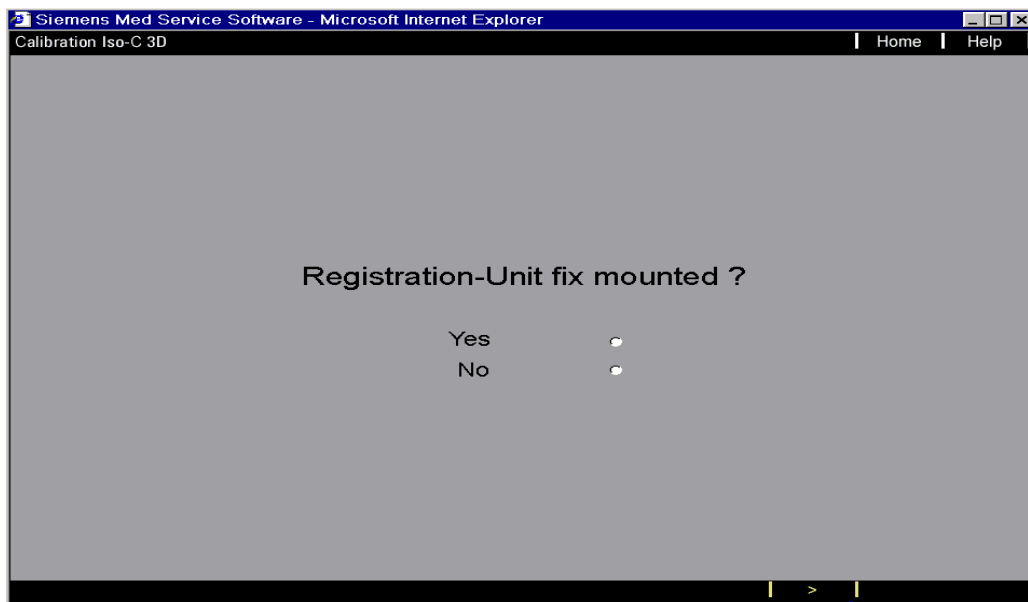 Siemens Med Service Software - Microsoft Internet Explorer
Calibration Iso-C 3D
Home
Help
Registration-Unit fix mounted ?
Yes
No
>